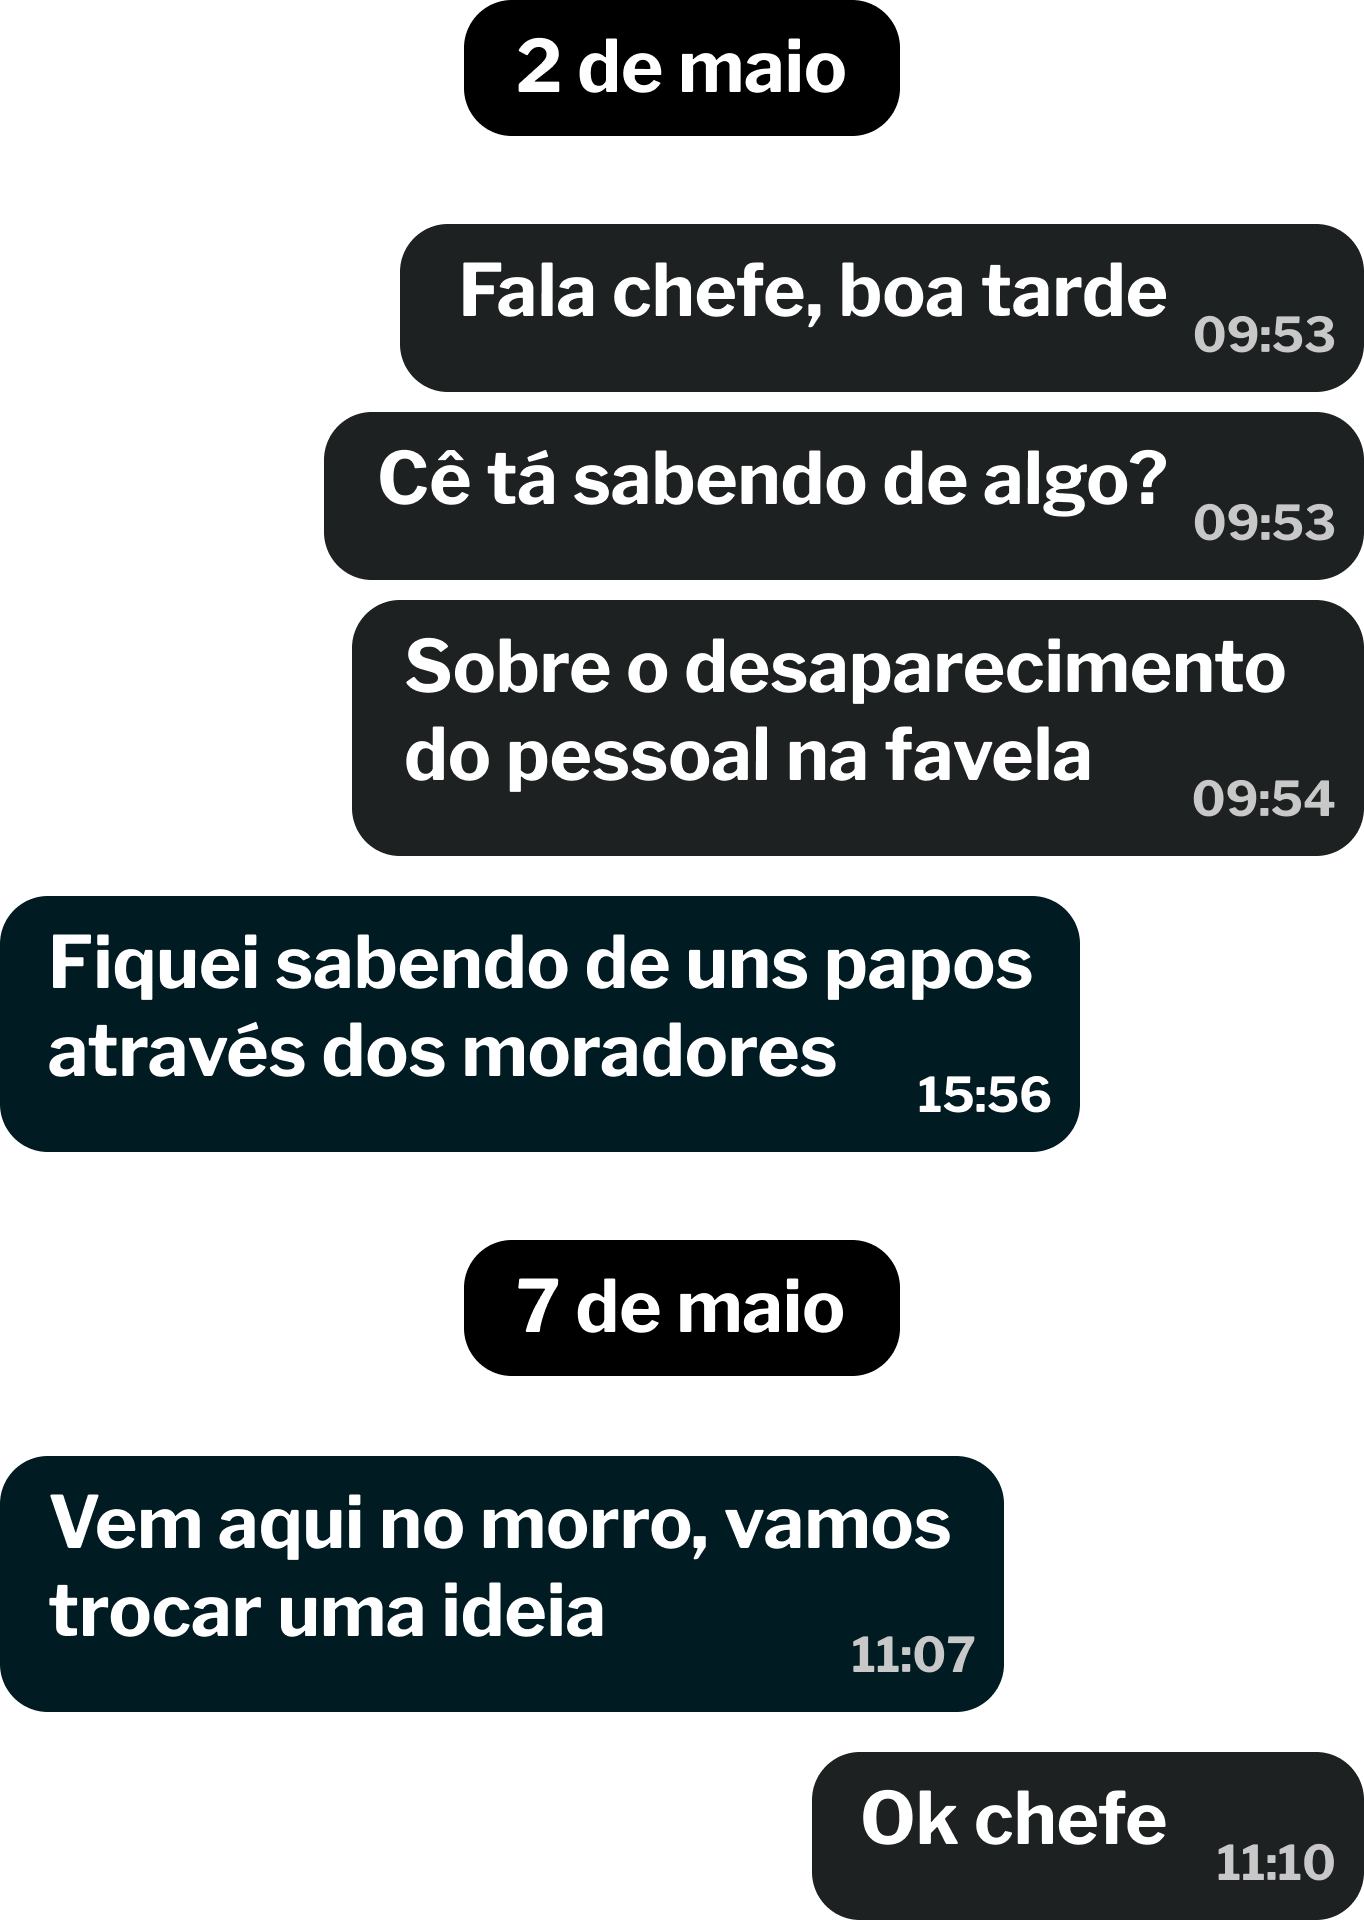 2 de maio
Fala chefe, boa tarde
09:53
Cê tá sabendo de algo?
09:53
Sobre o desaparecimento
do pessoal na favela
09:54
Fiquei sabendo de uns papos
através dos moradores
15:56
7 de maio
Vem aqui no morro, vamos
trocar uma ideia
11:07
Ok chefe
11:10